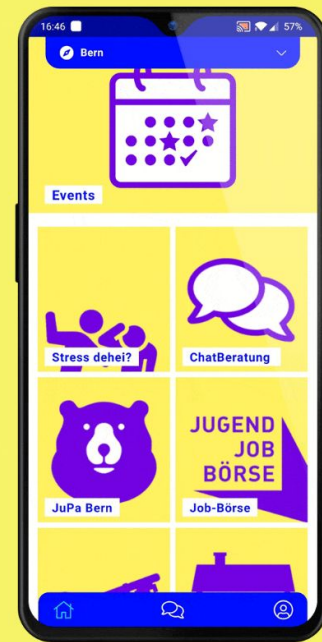 16:46
57%
Bern
Events
Stress dehei?
ChatBeratung
JUGEND
JOB
BÖRSE
JuPa Bern
Job-Börse